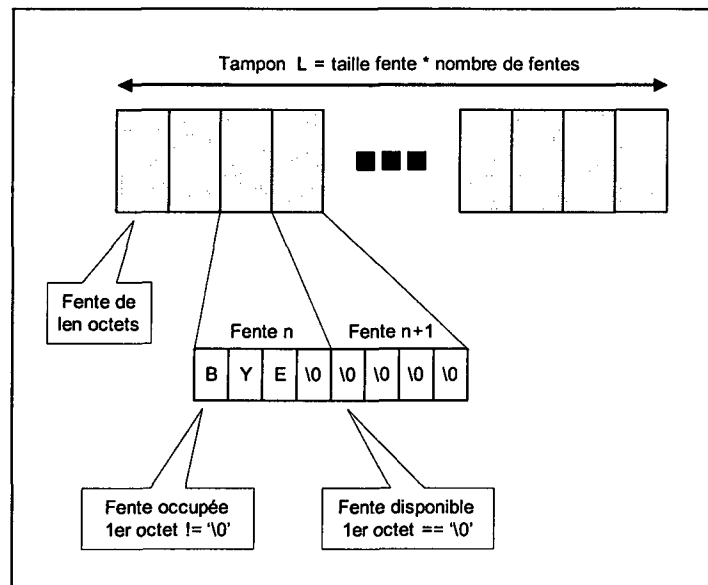 Tampon L = taille fente * nombre de fentes
Fente de
len octets
Fente n
Fente n+1
B Y E \0 \0 \0 \0 \0
Fente occupée
1er octet != '\0'
Fente disponible
1er octet == '\0'